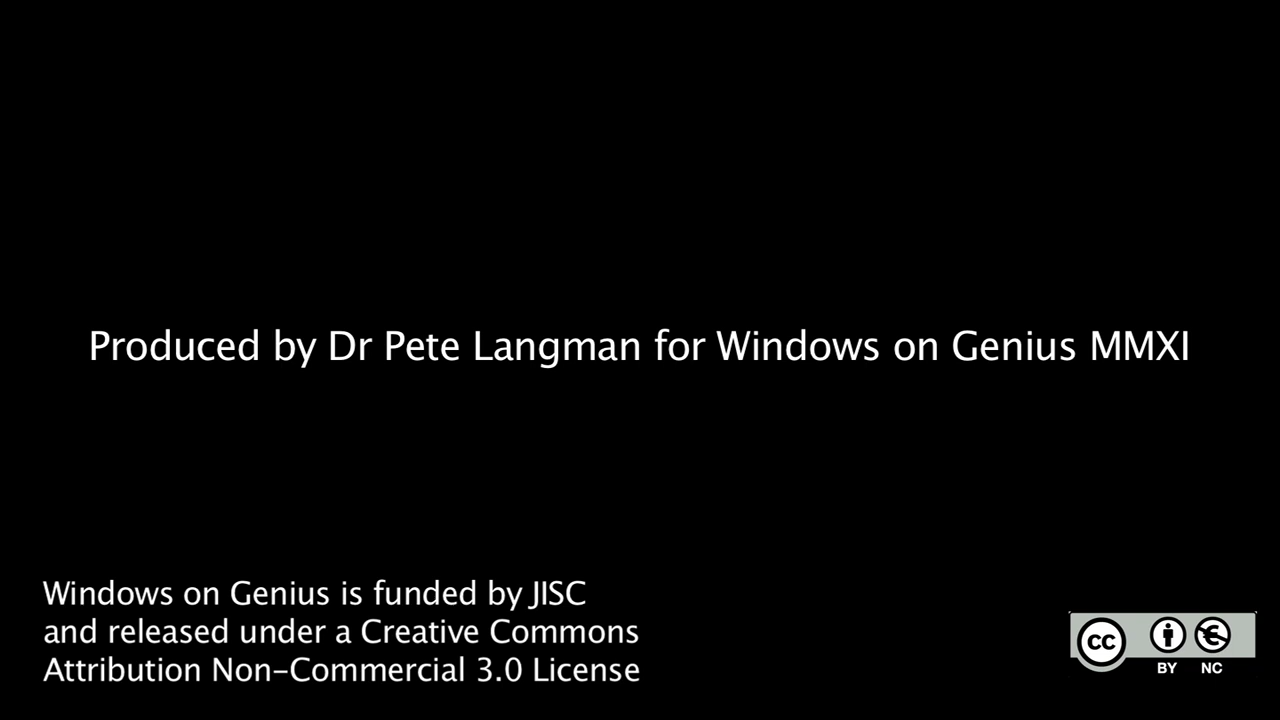 Produced by Dr Pete Langman for Windows on Genius MMXI
Windows on Genius is funded by JISC
and released under a Creative Commons
Attribution Non-Commercial 3.0 License
cc
BY NC